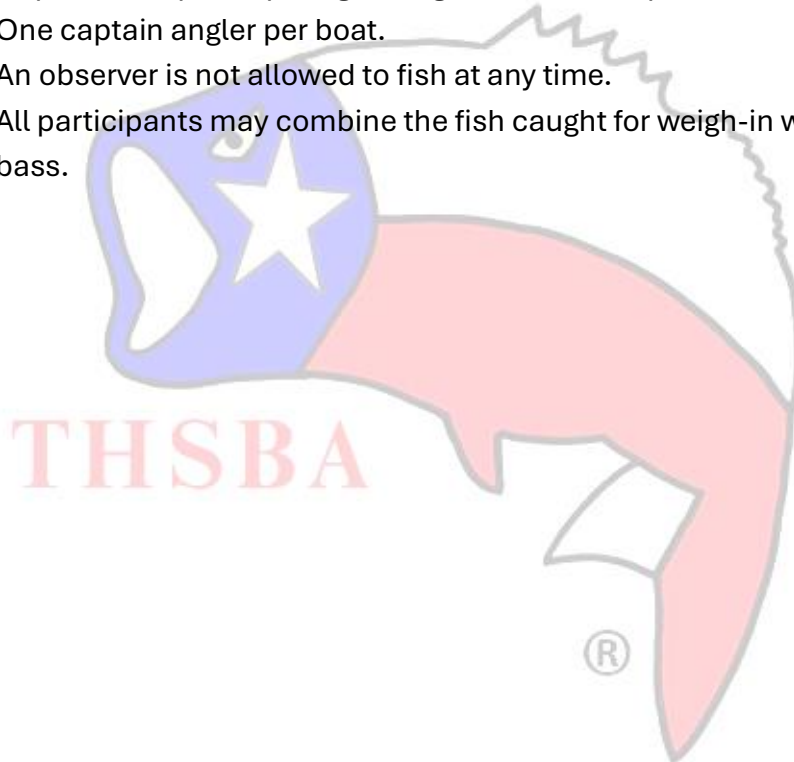 One captain angler per boat.
An observer is not allowed to fish at any time.
All participants may combine the fish caught for weigh-in
bass.
THSBA
®